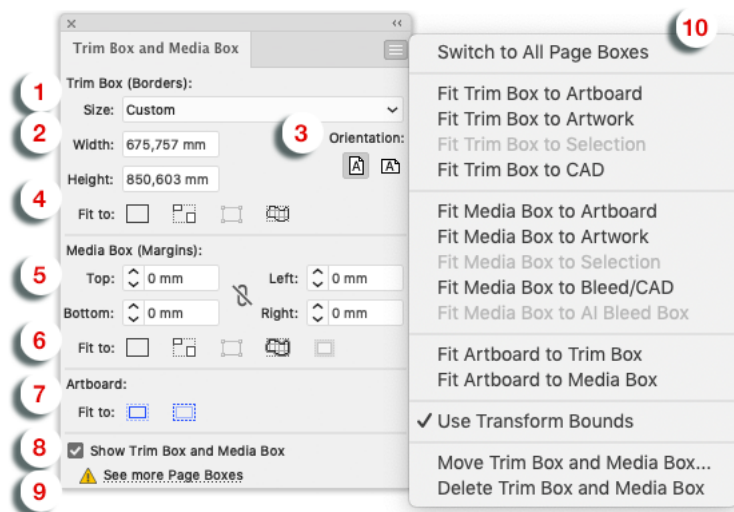 Trim Box and Media Box
1
Trim Box (Borders):
Size: Custom
2
Width: 675,757 mm
3
Orientation:
Height: 850,603 mm
4
Fit to:
Media Box (Margins):
5
Top: 0 mm Left: 0 mm
Bottom: 0 mm Right: 0 mm
6
Fit to:
7
Artboard:
Fit to:
8
Show Trim Box and Media Box
9
See more Page Boxes
10
Switch to All Page Boxes
Fit Trim Box to Artboard
Fit Trim Box to Artwork
Fit Trim Box to Selection
Fit Trim Box to CAD
Fit Media Box to Artboard
Fit Media Box to Artwork
Fit Media Box to Selection
Fit Media Box to Bleed/CAD
Fit Media Box to AI Bleed Box
Fit Artboard to Trim Box
Fit Artboard to Media Box
✓ Use Transform Bounds
Move Trim Box and Media Box...
Delete Trim Box and Media Box